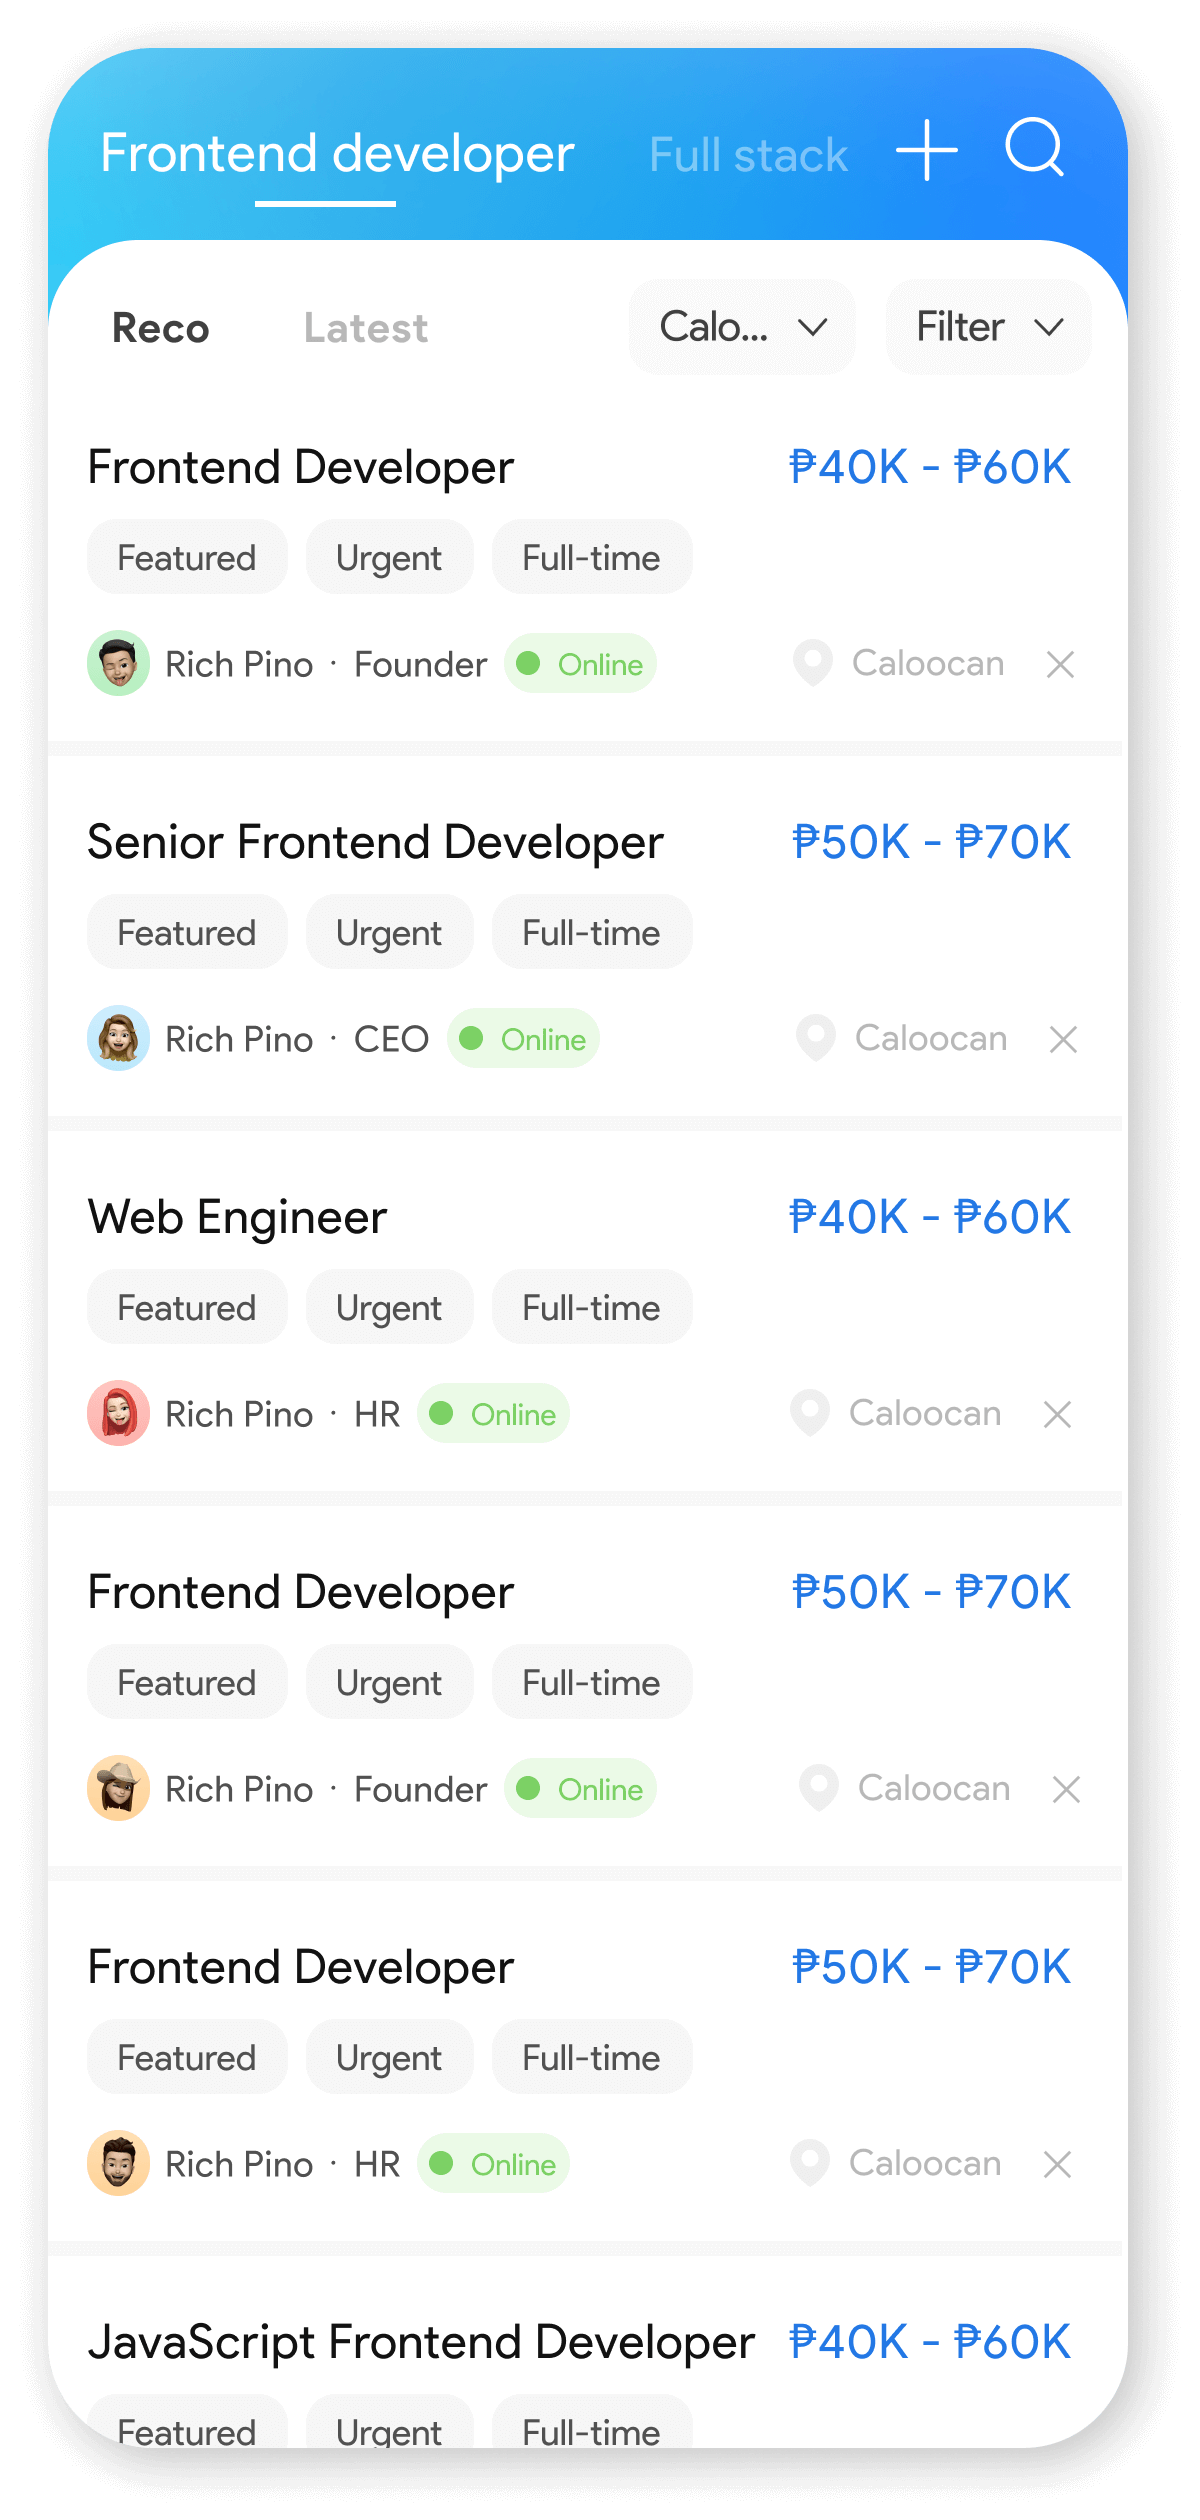 Frontend developer Full stack
Reco Latest Calo... Filter
Frontend Developer ₱40K - ₱60K
Featured Urgent Full-time
Rich Pino · Founder Online Caloocan
Senior Frontend Developer ₱50K - ₱70K
Featured Urgent Full-time
Rich Pino · CEO Online Caloocan
Web Engineer ₱40K - ₱60K
Featured Urgent Full-time
Rich Pino · HR Online Caloocan
Frontend Developer ₱50K - ₱70K
Featured Urgent Full-time
Rich Pino · Founder Online Caloocan
Frontend Developer ₱50K - ₱70K
Featured Urgent Full-time
Rich Pino · HR Online Caloocan
JavaScript Frontend Developer ₱40K - ₱60K
Featured Urgent Full-time